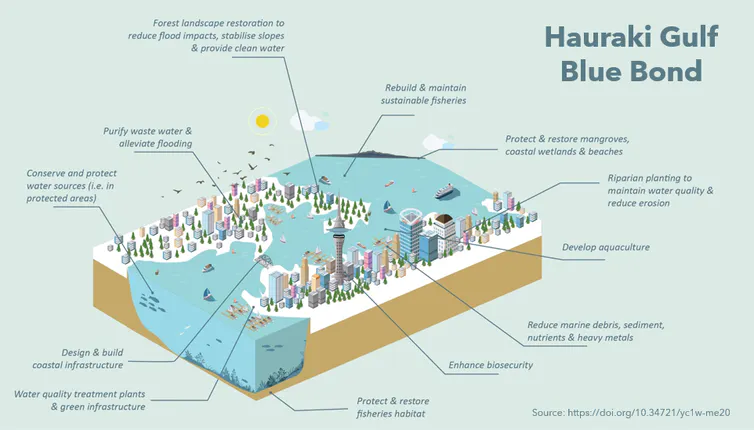 Hauraki Gulf
Blue Bond
Forest landscape restoration to
reduce flood impacts, stabilise slopes
& provide clean water
Rebuild & maintain
sustainable fisheries
Purify waste water &
alleviate flooding
Protect & restore mangroves,
coastal wetlands & beaches
Conserve and protect
water sources (i.e. in
protected areas)
Riparian planting to
maintain water quality &
reduce erosion
Develop aquaculture
Reduce marine debris, sediment,
nutrients & heavy metals
Design & build
coastal infrastructure
Enhance biosecurity
Water quality treatment plants
& green infrastructure
Protect & restore
fisheries habitat
Source: https://doi.org/10.34721/yc1w-me20